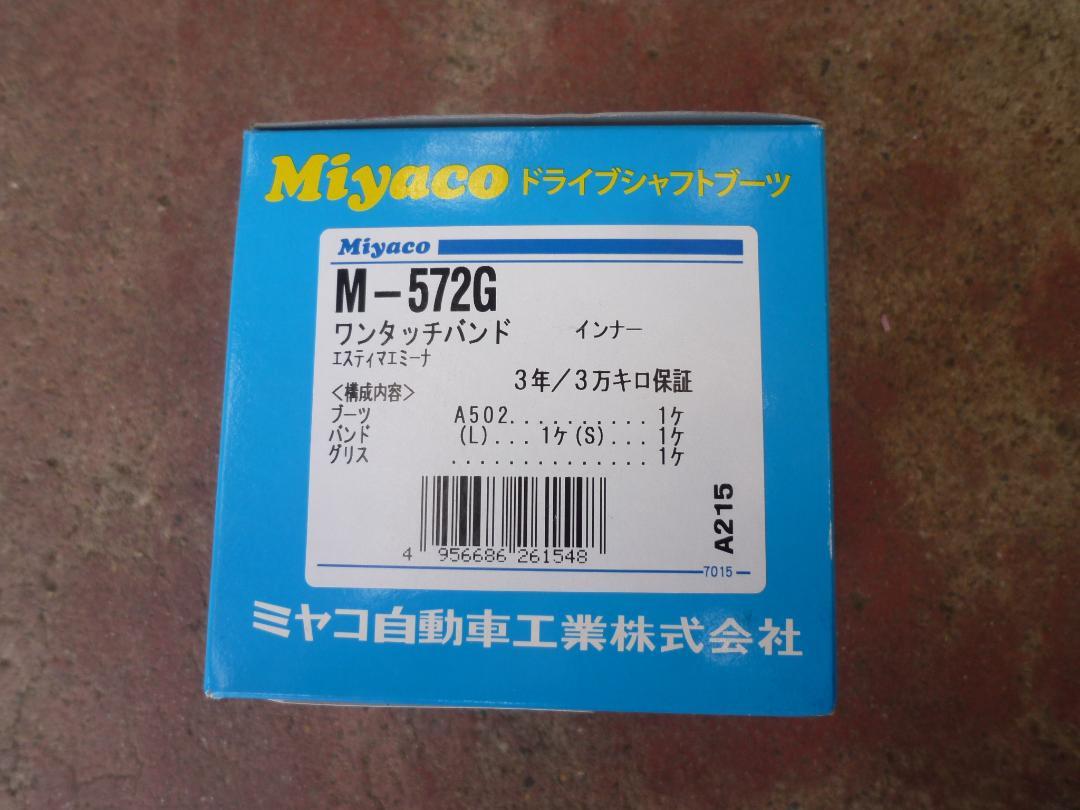 Miyaco ドライブシャフトブーツ
Miyaco
M-572G
ワンタッチバンド インナー
エスティマエミーナ
3年/3万キロ保証
<構成内容>
ブーツ A502.......... 1ケ
バンド (L)... 1ケ(S)... 1ケ
グリス .............. 1ケ
A215
4 956686 261548
7015
ミヤコ自動車工業株式会社